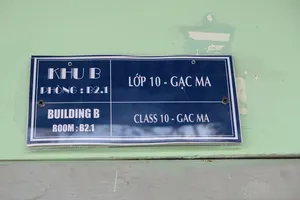 KHU B
PHÒNG : B2.1
LỚP 10 - GẠC MA
BUILDING B
ROOM : B2.1
CLASS 10 - GAC MA